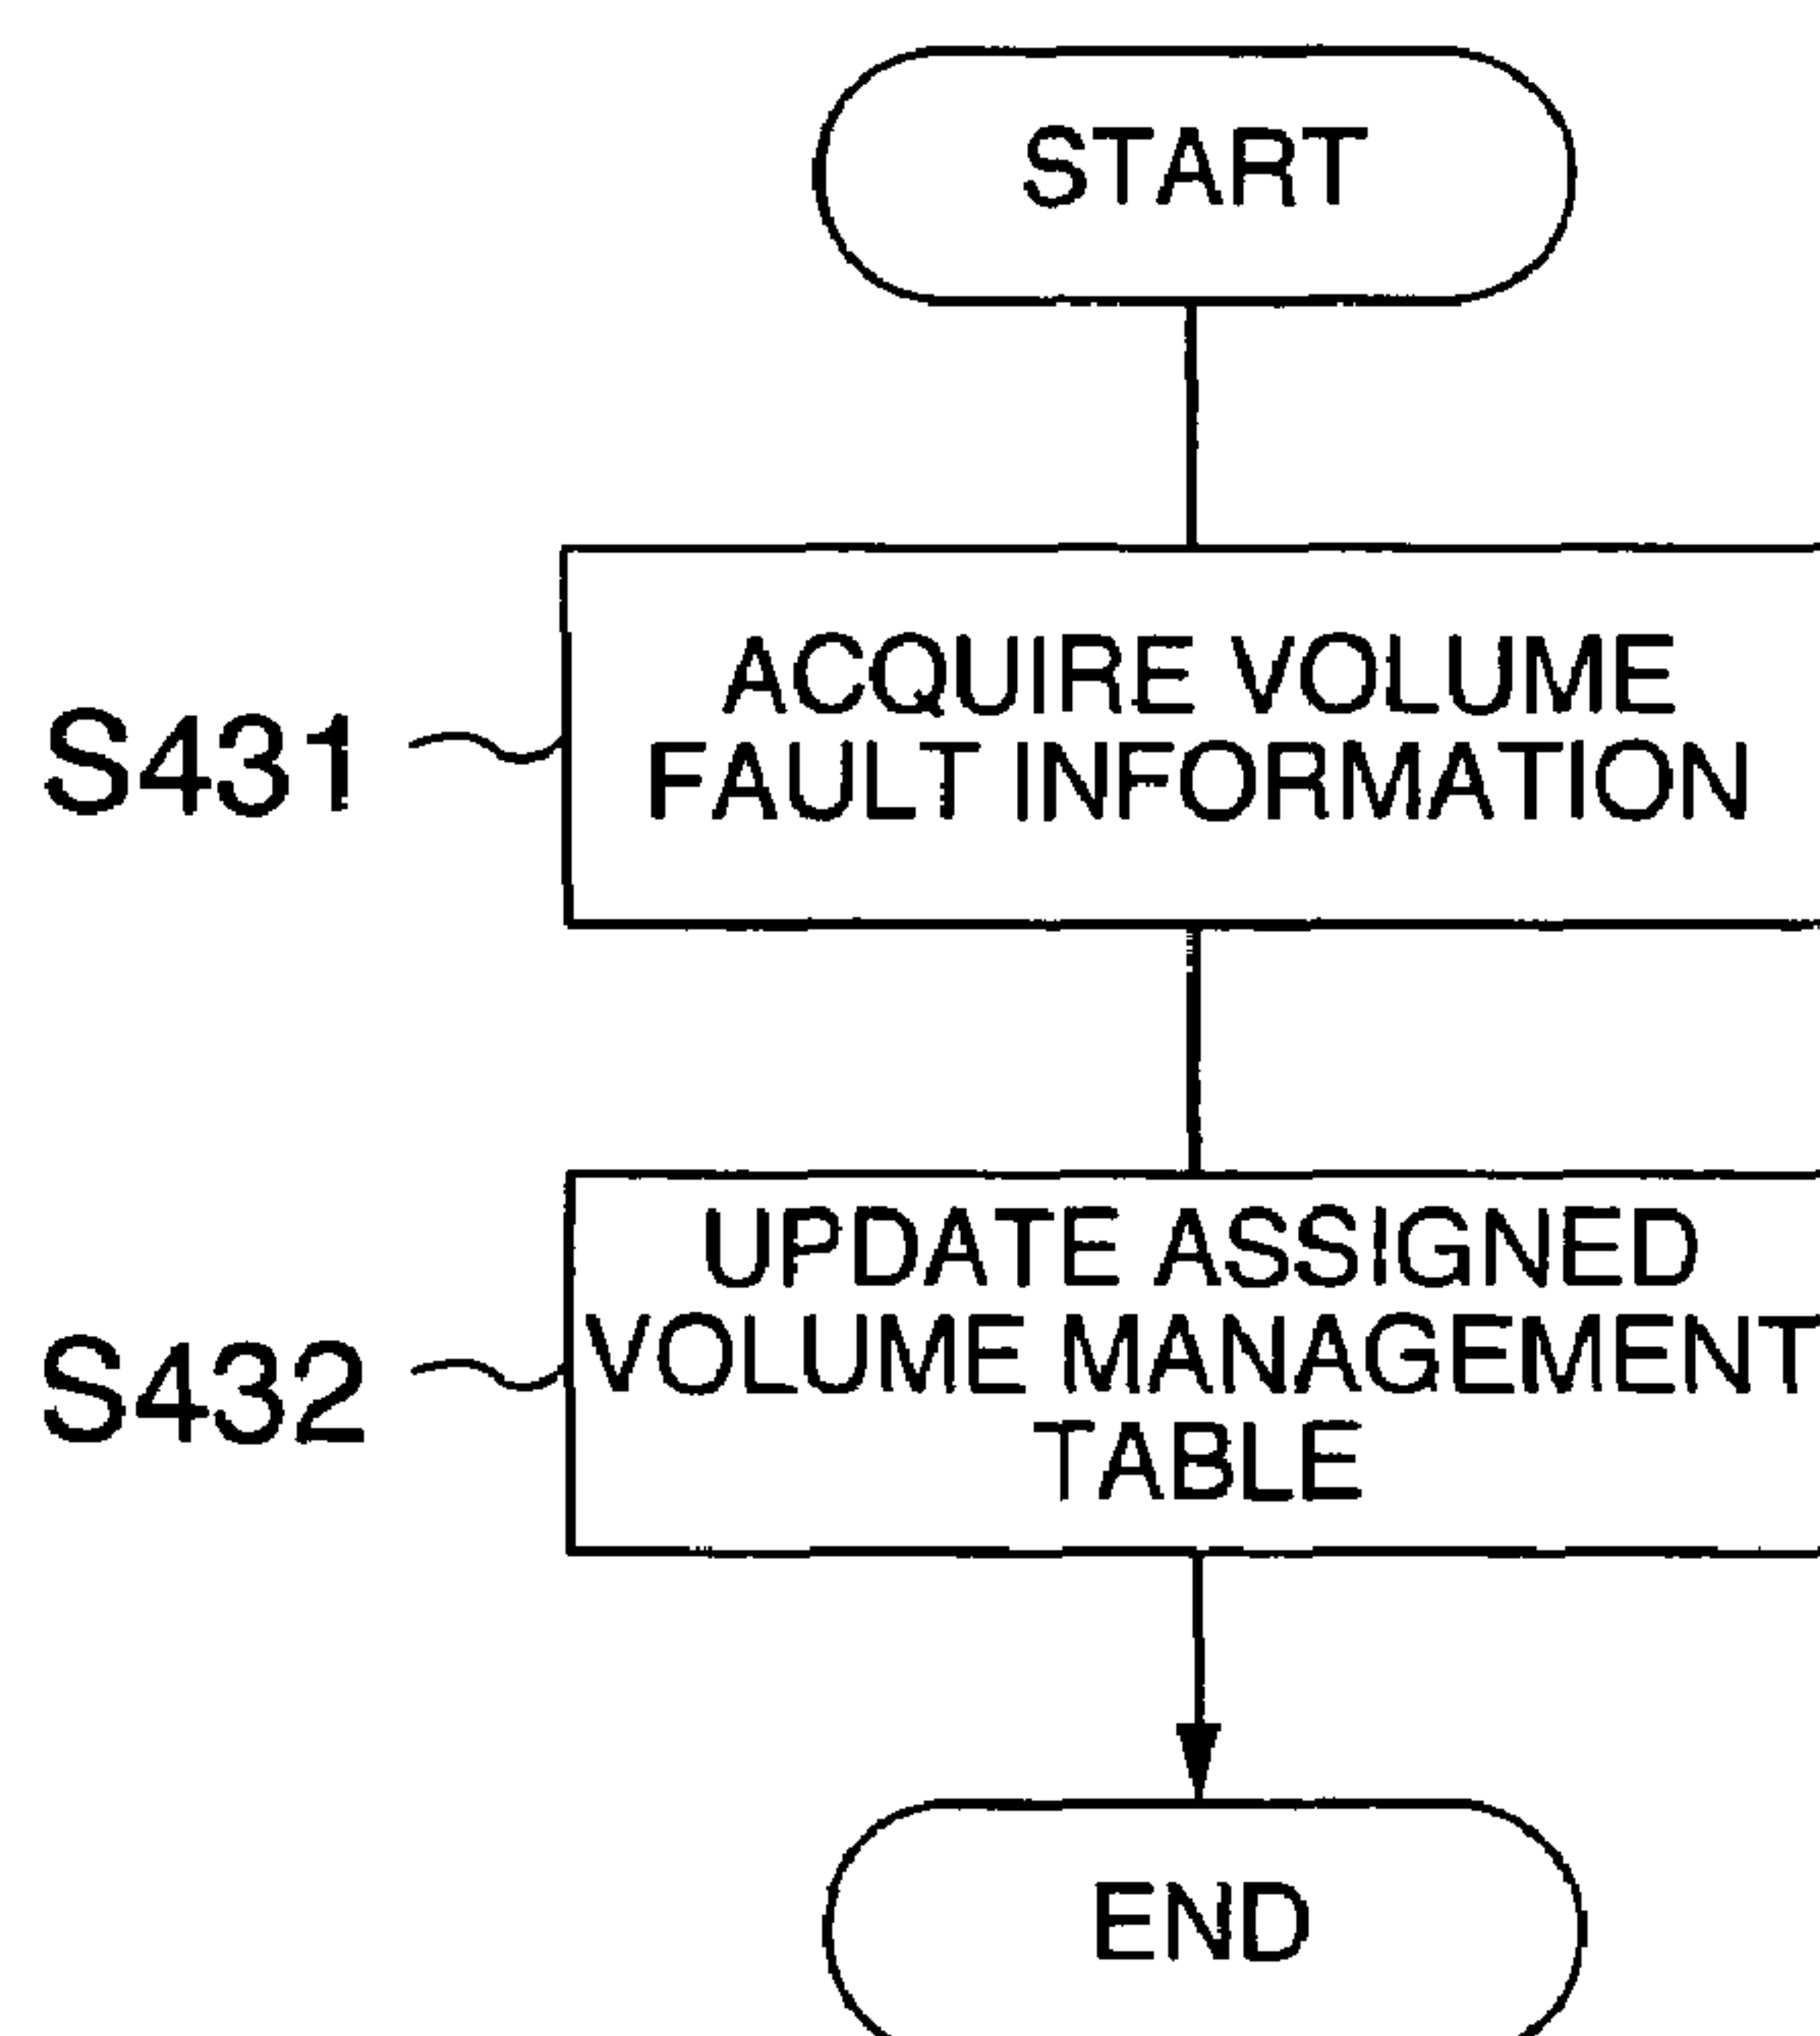 START
S431
ACQUIRE VOLUME
FAULT INFORMATION
S432
UPDATE ASSIGNED
VOLUME MANAGEMENT
TABLE
END